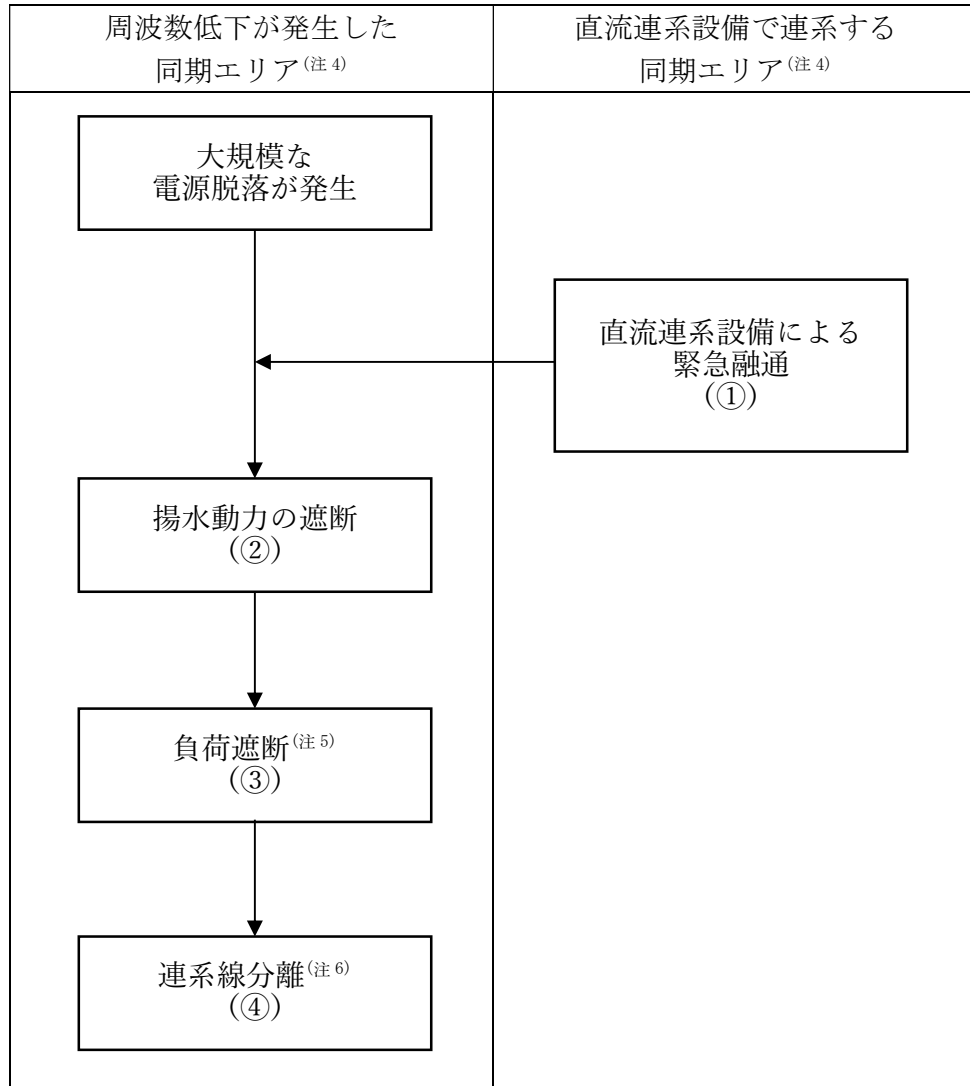 周波数低下が発生した
同期エリア(注4)
直流連系設備で連系する
同期エリア(注4)
大規模な
電源脱落が発生
直流連系設備による
緊急融通
(①)
揚水動力の遮断
(②)
負荷遮断(注5)
(③)
連系線分離(注6)
(④)